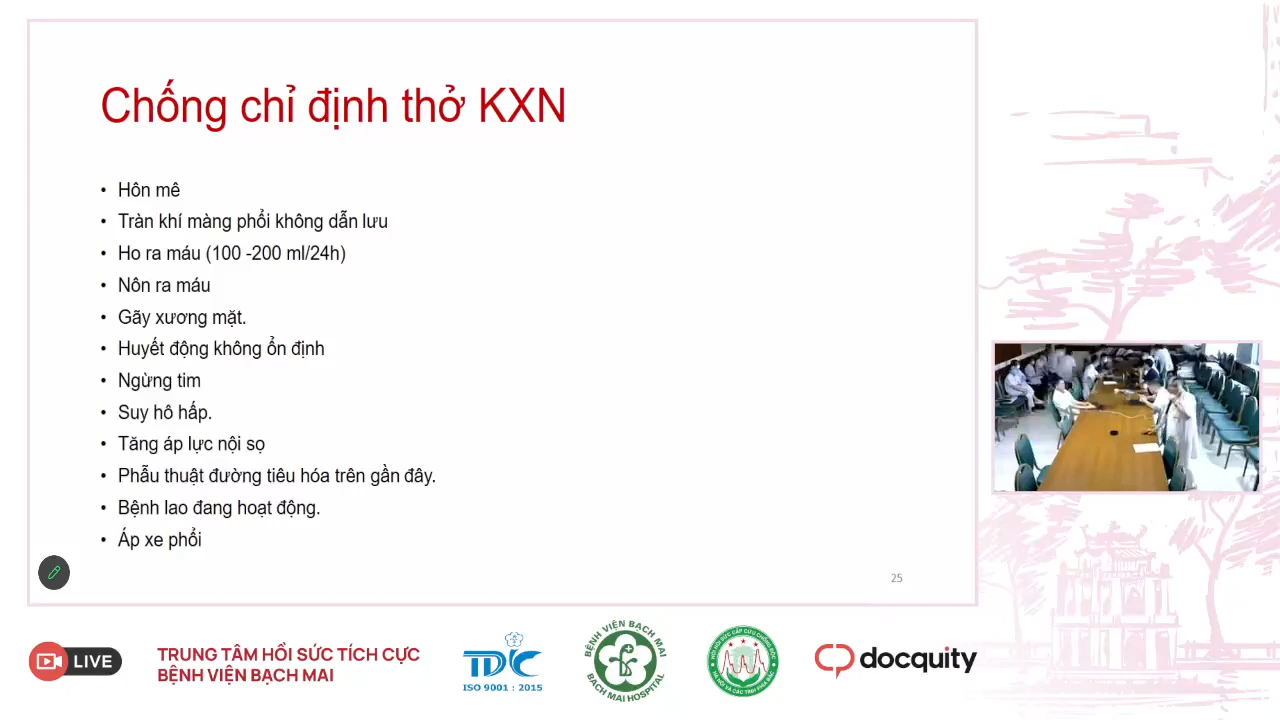 Chống chỉ định thở KXN
• Hôn mê
• Tràn khí màng phổi không dẫn lưu
• Ho ra máu (100 -200 ml/24h)
• Nôn ra máu
• Gãy xương mặt.
• Huyết động không ổn định
• Ngừng tim
• Suy hô hấp.
• Tăng áp lực nội sọ
• Phẫu thuật đường tiêu hóa trên gần đây.
• Bệnh lao đang hoạt động.
• Áp xe phổi
25
LIVE
TRUNG TÂM HỒI SỨC TÍCH CỰC
BỆNH VIỆN BẠCH MAI
TDC
ISO 9001 : 2015
BỆNH VIỆN BẠCH MAI
BACH MAI HOSPITAL
docquity